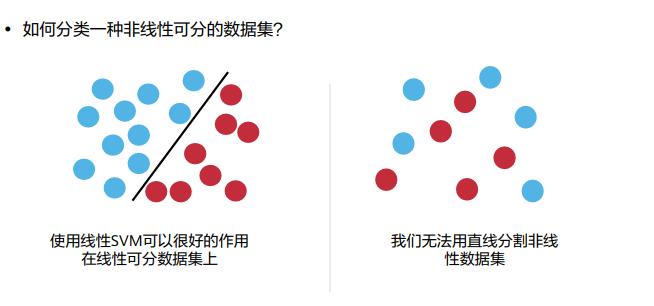 • 如何分类一种非线性可分的数据集?
使用线性SVM可以很好的作用
在线性可分数据集上
我们无法用直线分割非线
性数据集